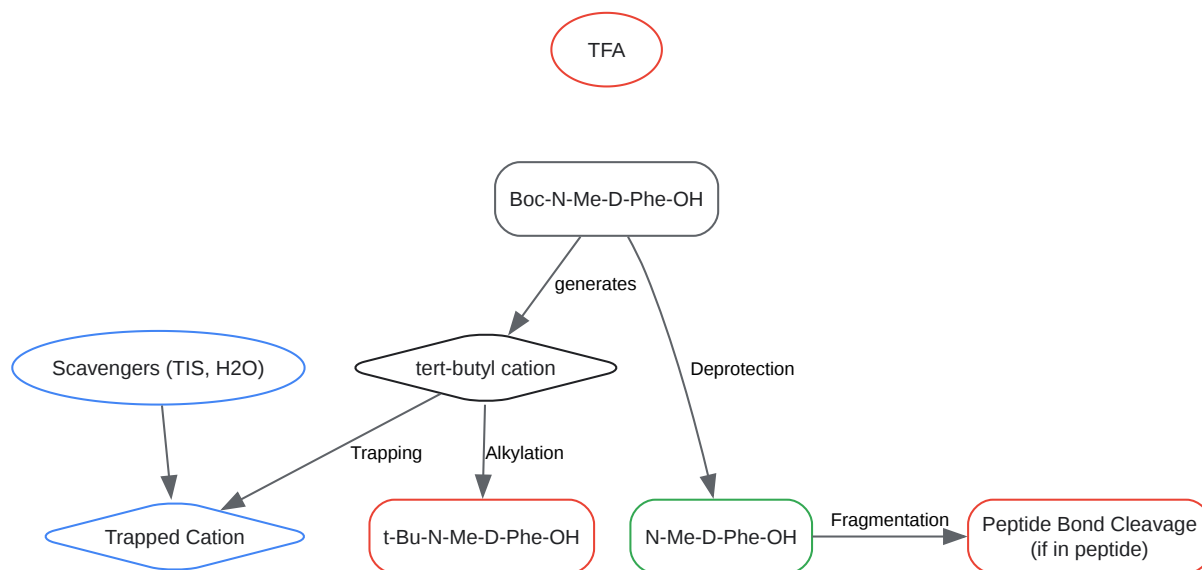 TFA
Boc-N-Me-D-Phe-OH
generates
Scavengers (TIS, H2O)
tert-butyl cation
Deprotection
Trapping
Alkylation
Trapped Cation
t-Bu-N-Me-D-Phe-OH
N-Me-D-Phe-OH
Fragmentation
Peptide Bond Cleavage
(if in peptide)